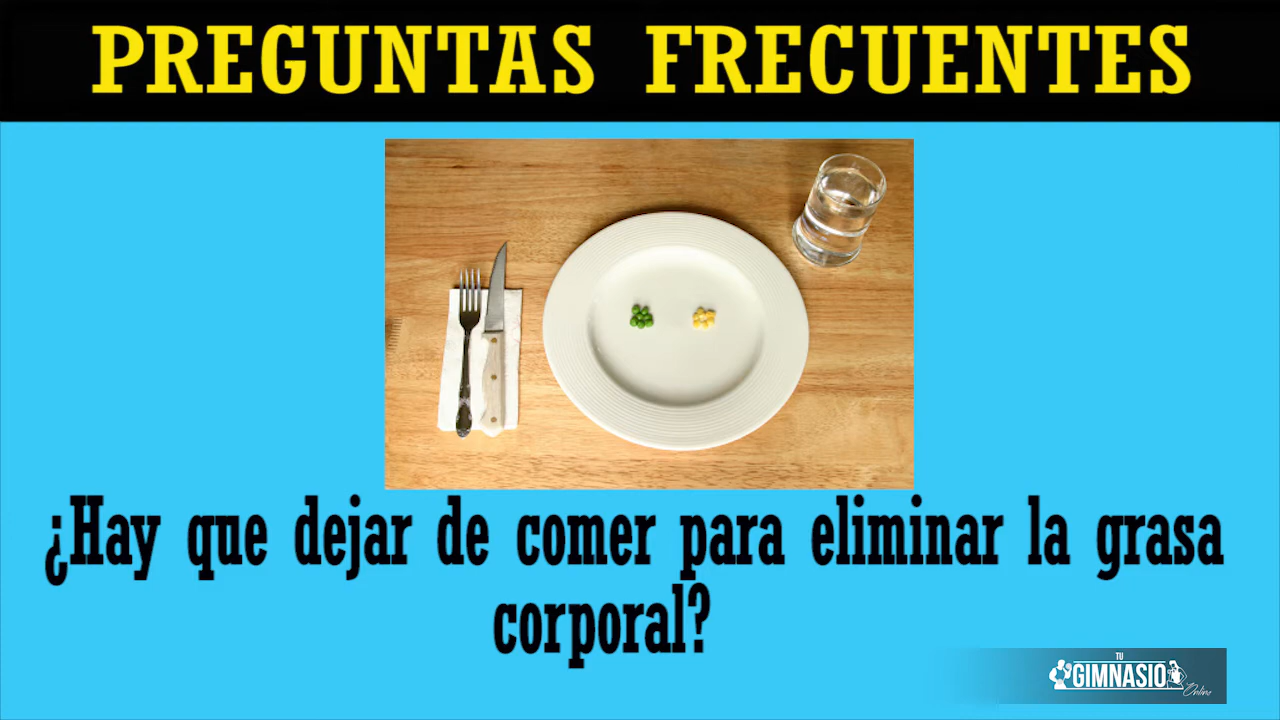 PREGUNTAS FRECUENTES
¿Hay que dejar de comer para eliminar la grasa
corporal?
TU
GIMNASIO
Online